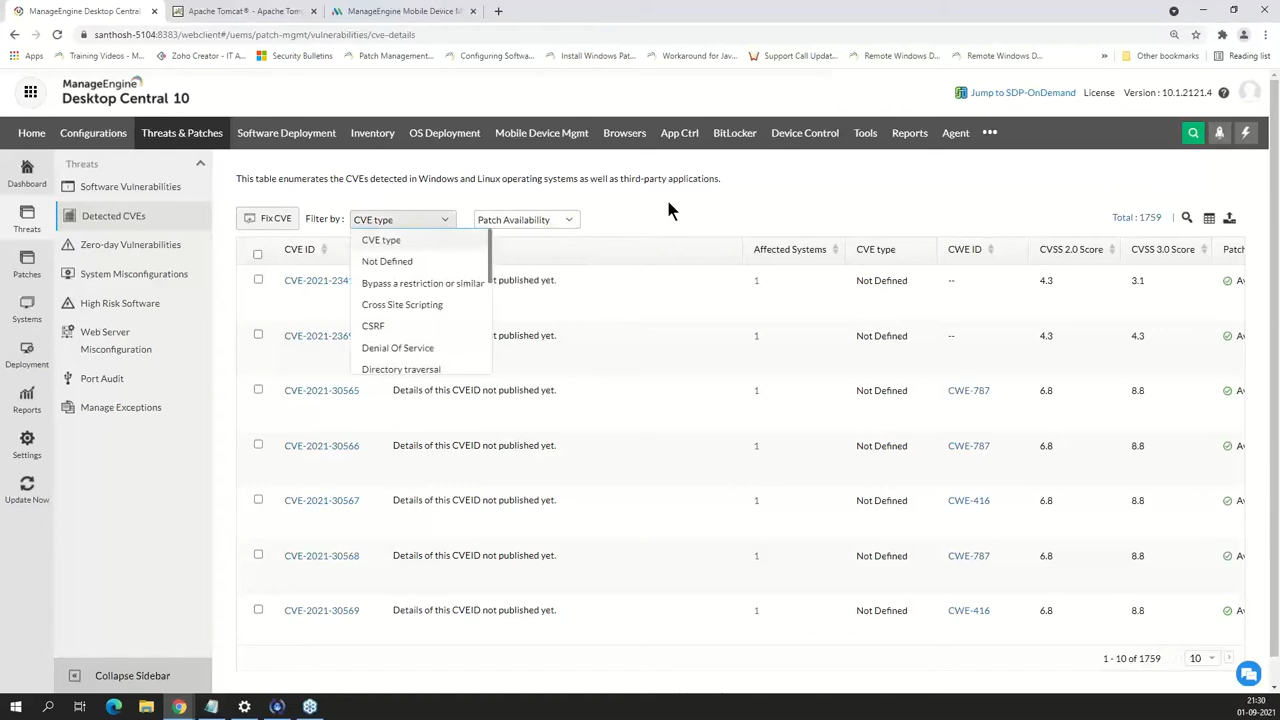 ManageEngine Desktop Central
Apache Tomcat® - Apache Tom
ManageEngine Mobile Device M
santhosh-5104:8383/webclient#/uems/patch-mgmt/vulnerabilities/cve-details
Apps
Training Videos - M...
Zoho Creator - IT A...
Security Bulletins
Patch Management...
Configuring Softwa...
Install Windows Pat...
Workaround for Jav...
Support Call Updat...
Remote Windows D...
Remote Windows D...
»
Other bookmarks
Reading list
ManageEngine
Desktop Central 10
Jump to SDP-OnDemand
License
Version : 10.1.2121.4
Home
Configurations
Threats & Patches
Software Deployment
Inventory
OS Deployment
Mobile Device Mgmt
Browsers
App Ctrl
BitLocker
Device Control
Tools
Reports
Agent
•••
Dashboard
Threats
Patches
Systems
Deployment
Reports
Settings
Update Now
Threats
Software Vulnerabilities
Detected CVEs
Zero-day Vulnerabilities
System Misconfigurations
High Risk Software
Web Server
Misconfiguration
Port Audit
Manage Exceptions
Collapse Sidebar
This table enumerates the CVEs detected in Windows and Linux operating systems as well as third-party applications.
Fix CVE
Filter by :
CVE type
Patch Availability
Total : 1759
CVE type
Not Defined
Bypass a restriction or similar
Cross Site Scripting
CSRF
Denial Of Service
Directory traversal
CVE ID
Affected Systems
CVE type
CWE ID
CVSS 2.0 Score
CVSS 3.0 Score
Patch
not published yet.
1
Not Defined
--
4.3
3.1
not published yet.
1
Not Defined
--
4.3
4.3
CVE-2021-30565
Details of this CVEID not published yet.
1
Not Defined
CWE-787
6.8
8.8
CVE-2021-30566
Details of this CVEID not published yet.
1
Not Defined
CWE-787
6.8
8.8
CVE-2021-30567
Details of this CVEID not published yet.
1
Not Defined
CWE-416
6.8
8.8
CVE-2021-30568
Details of this CVEID not published yet.
1
Not Defined
CWE-787
6.8
8.8
CVE-2021-30569
Details of this CVEID not published yet.
1
Not Defined
CWE-416
6.8
8.8
1 - 10 of 1759
10
21:30
01-09-2021